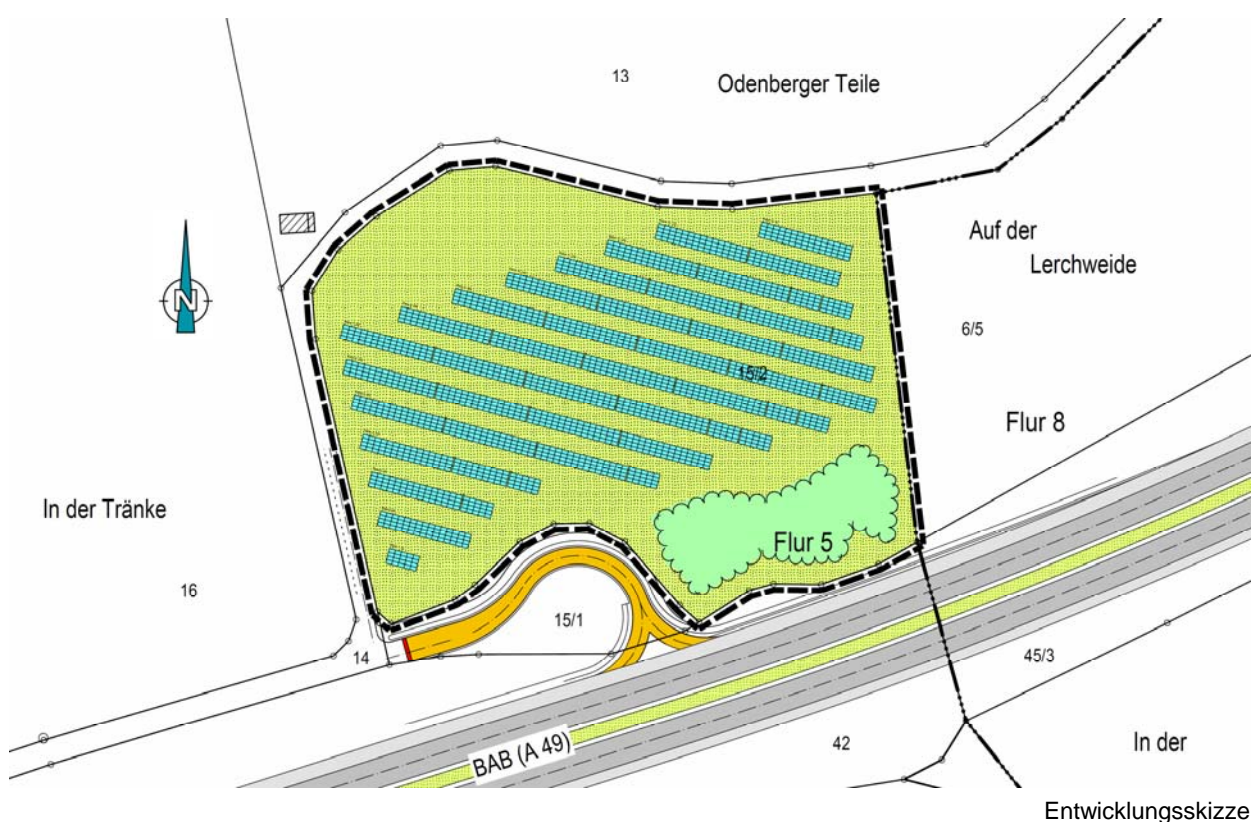 13
Odenberger Teile
Auf der
Lerchweide
N
6/5
15/2
Flur 8
In der Tränke
Flur 5
16
15/1
14
45/3
42
In der
BAB (A 49)
Entwicklungsskizze